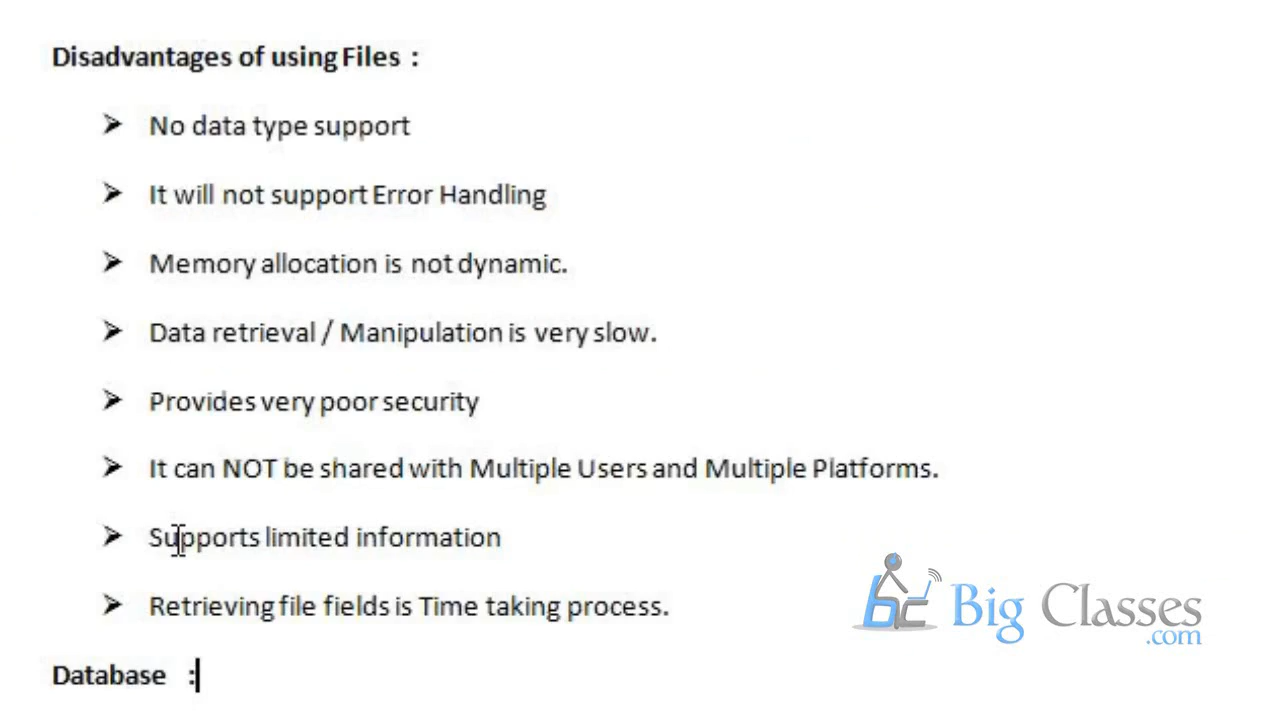 Disadvantages of using Files :
➢ No data type support
➢ It will not support Error Handling
➢ Memory allocation is not dynamic.
➢ Data retrieval / Manipulation is very slow.
➢ Provides very poor security
➢ It can NOT be shared with Multiple Users and Multiple Platforms.
➢ Supports limited information
➢ Retrieving file fields is Time taking process.
bc Big Classes
.com
Database :